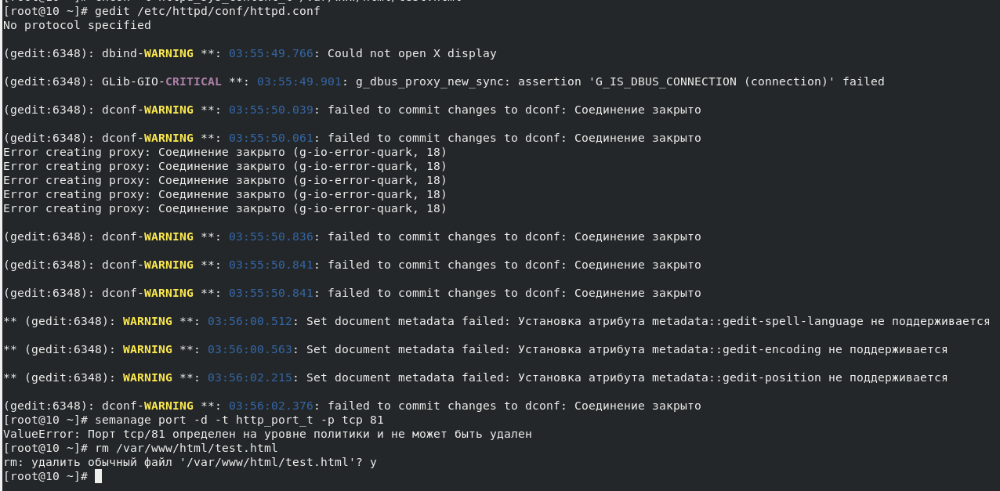 [root@10 ~]# gedit /etc/httpd/conf/httpd.conf
No protocol specified
(gedit:6348): dbind-WARNING **: 03:55:49.766: Could not open X display
(gedit:6348): GLib-GIO-CRITICAL **: 03:55:49.901: g_dbus_proxy_new_sync: assertion 'G_IS_DBUS_CONNECTION (connection)' failed
(gedit:6348): dconf-WARNING **: 03:55:50.039: failed to commit changes to dconf: Соединение закрыто
(gedit:6348): dconf-WARNING **: 03:55:50.061: failed to commit changes to dconf: Соединение закрыто
Error creating proxy: Соединение закрыто (g-io-error-quark, 18)
Error creating proxy: Соединение закрыто (g-io-error-quark, 18)
Error creating proxy: Соединение закрыто (g-io-error-quark, 18)
Error creating proxy: Соединение закрыто (g-io-error-quark, 18)
Error creating proxy: Соединение закрыто (g-io-error-quark, 18)
(gedit:6348): dconf-WARNING **: 03:55:50.836: failed to commit changes to dconf: Соединение закрыто
(gedit:6348): dconf-WARNING **: 03:55:50.841: failed to commit changes to dconf: Соединение закрыто
(gedit:6348): dconf-WARNING **: 03:55:50.841: failed to commit changes to dconf: Соединение закрыто
** (gedit:6348): WARNING **: 03:56:00.512: Set document metadata failed: Установка атрибута metadata::gedit-spell-language не поддерживается
** (gedit:6348): WARNING **: 03:56:00.563: Set document metadata failed: Установка атрибута metadata::gedit-encoding не поддерживается
** (gedit:6348): WARNING **: 03:56:02.215: Set document metadata failed: Установка атрибута metadata::gedit-position не поддерживается
(gedit:6348): dconf-WARNING **: 03:56:02.376: failed to commit changes to dconf: Соединение закрыто
[root@10 ~]# semanage port -d -t http_port_t -p tcp 81
ValueError: Порт tcp/81 определен на уровне политики и не может быть удален
[root@10 ~]# rm /var/www/html/test.html
rm: удалить обычный файл '/var/www/html/test.html'? y
[root@10 ~]#